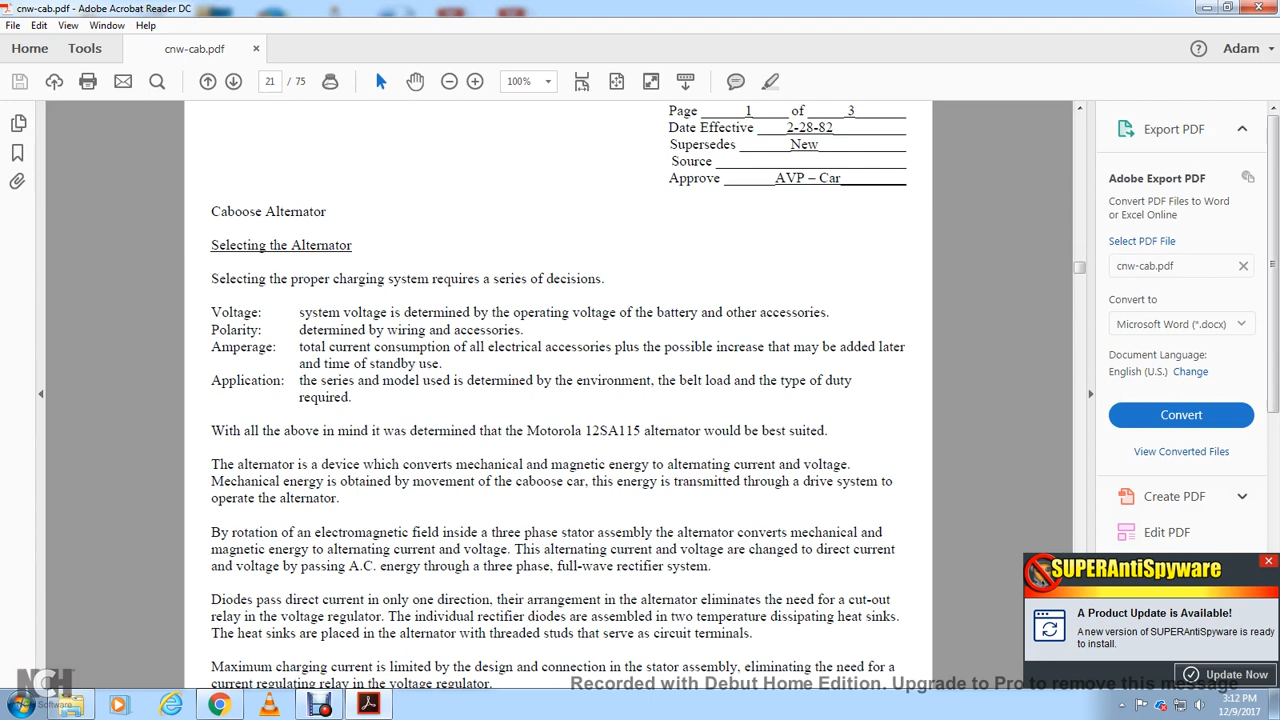 cnw-cab.pdf - Adobe Acrobat Reader DC
File Edit View Window Help
Home Tools cnw-cab.pdf × Adam
21 / 75 100%
Page 1 of 3
Date Effective 2-28-82
Supersedes New
Source
Approve AVP – Car
Caboose Alternator
Selecting the Alternator
Selecting the proper charging system requires a series of decisions.
Voltage: system voltage is determined by the operating voltage of the battery and other accessories.
Polarity: determined by wiring and accessories.
Amperage: total current consumption of all electrical accessories plus the possible increase that may be added later
and time of standby use.
Application: the series and model used is determined by the environment, the belt load and the type of duty
required.
With all the above in mind it was determined that the Motorola 12SA115 alternator would be best suited.
The alternator is a device which converts mechanical and magnetic energy to alternating current and voltage.
Mechanical energy is obtained by movement of the caboose car, this energy is transmitted through a drive system to
operate the alternator.
By rotation of an electromagnetic field inside a three phase stator assembly the alternator converts mechanical and
magnetic energy to alternating current and voltage. This alternating current and voltage are changed to direct current
and voltage by passing A.C. energy through a three phase, full-wave rectifier system.
Diodes pass direct current in only one direction, their arrangement in the alternator eliminates the need for a cut-out
relay in the voltage regulator. The individual rectifier diodes are assembled in two temperature dissipating heat sinks.
The heat sinks are placed in the alternator with threaded studs that serve as circuit terminals.
Maximum charging current is limited by the design and connection in the stator assembly, eliminating the need for a
current regulating relay in the voltage regulator.
Export PDF
Adobe Export PDF
Convert PDF Files to Word
or Excel Online
Select PDF File
cnw-cab.pdf
Convert to
Microsoft Word (*.docx)
Document Language:
English (U.S.) Change
Convert
View Converted Files
Create PDF
Edit PDF
SUPERAntiSpyware
A Product Update is Available!
A new version of SUPERAntiSpyware is ready
to install.
Update Now
NCH
Software
Recorded with Debut Home Edition. Upgrade to Pro to remove this message
3:12 PM
12/9/2017